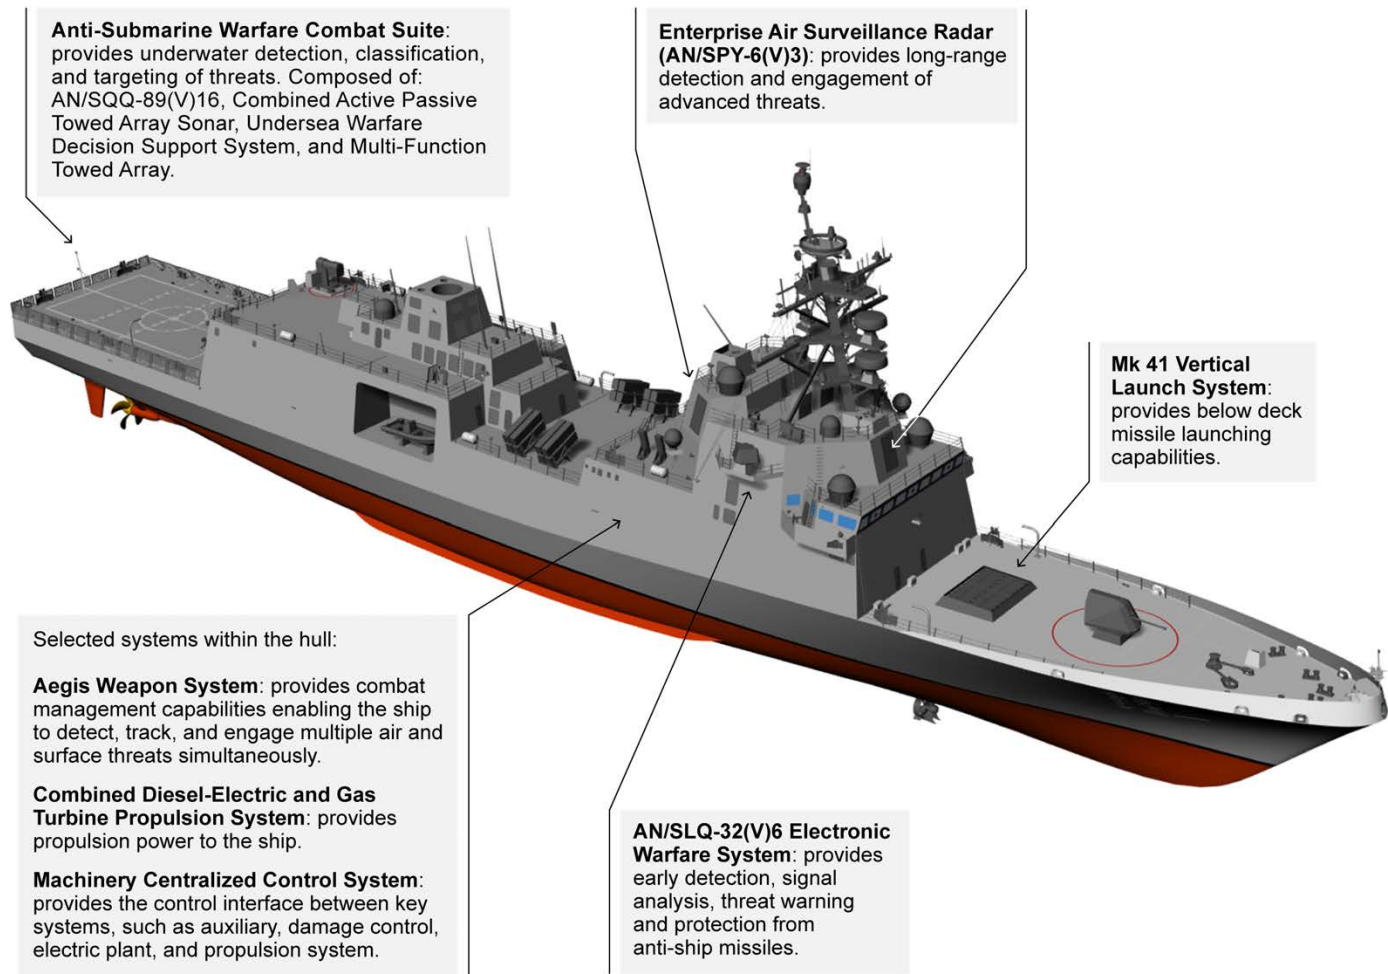 Anti-Submarine Warfare Combat Suite:
provides underwater detection, classification,
and targeting of threats. Composed of:
AN/SQQ-89(V)16, Combined Active Passive
Towed Array Sonar, Undersea Warfare
Decision Support System, and Multi-Function
Towed Array.
Enterprise Air Surveillance Radar
(AN/SPY-6(V)3): provides long-range
detection and engagement of
advanced threats.
Mk 41 Vertical
Launch System:
provides below deck
missile launching
capabilities.
Selected systems within the hull:
Aegis Weapon System: provides combat
management capabilities enabling the ship
to detect, track, and engage multiple air and
surface threats simultaneously.
Combined Diesel-Electric and Gas
Turbine Propulsion System: provides
propulsion power to the ship.
Machinery Centralized Control System:
provides the control interface between key
systems, such as auxiliary, damage control,
electric plant, and propulsion system.
AN/SLQ-32(V)6 Electronic
Warfare System: provides
early detection, signal
analysis, threat warning
and protection from
anti-ship missiles.